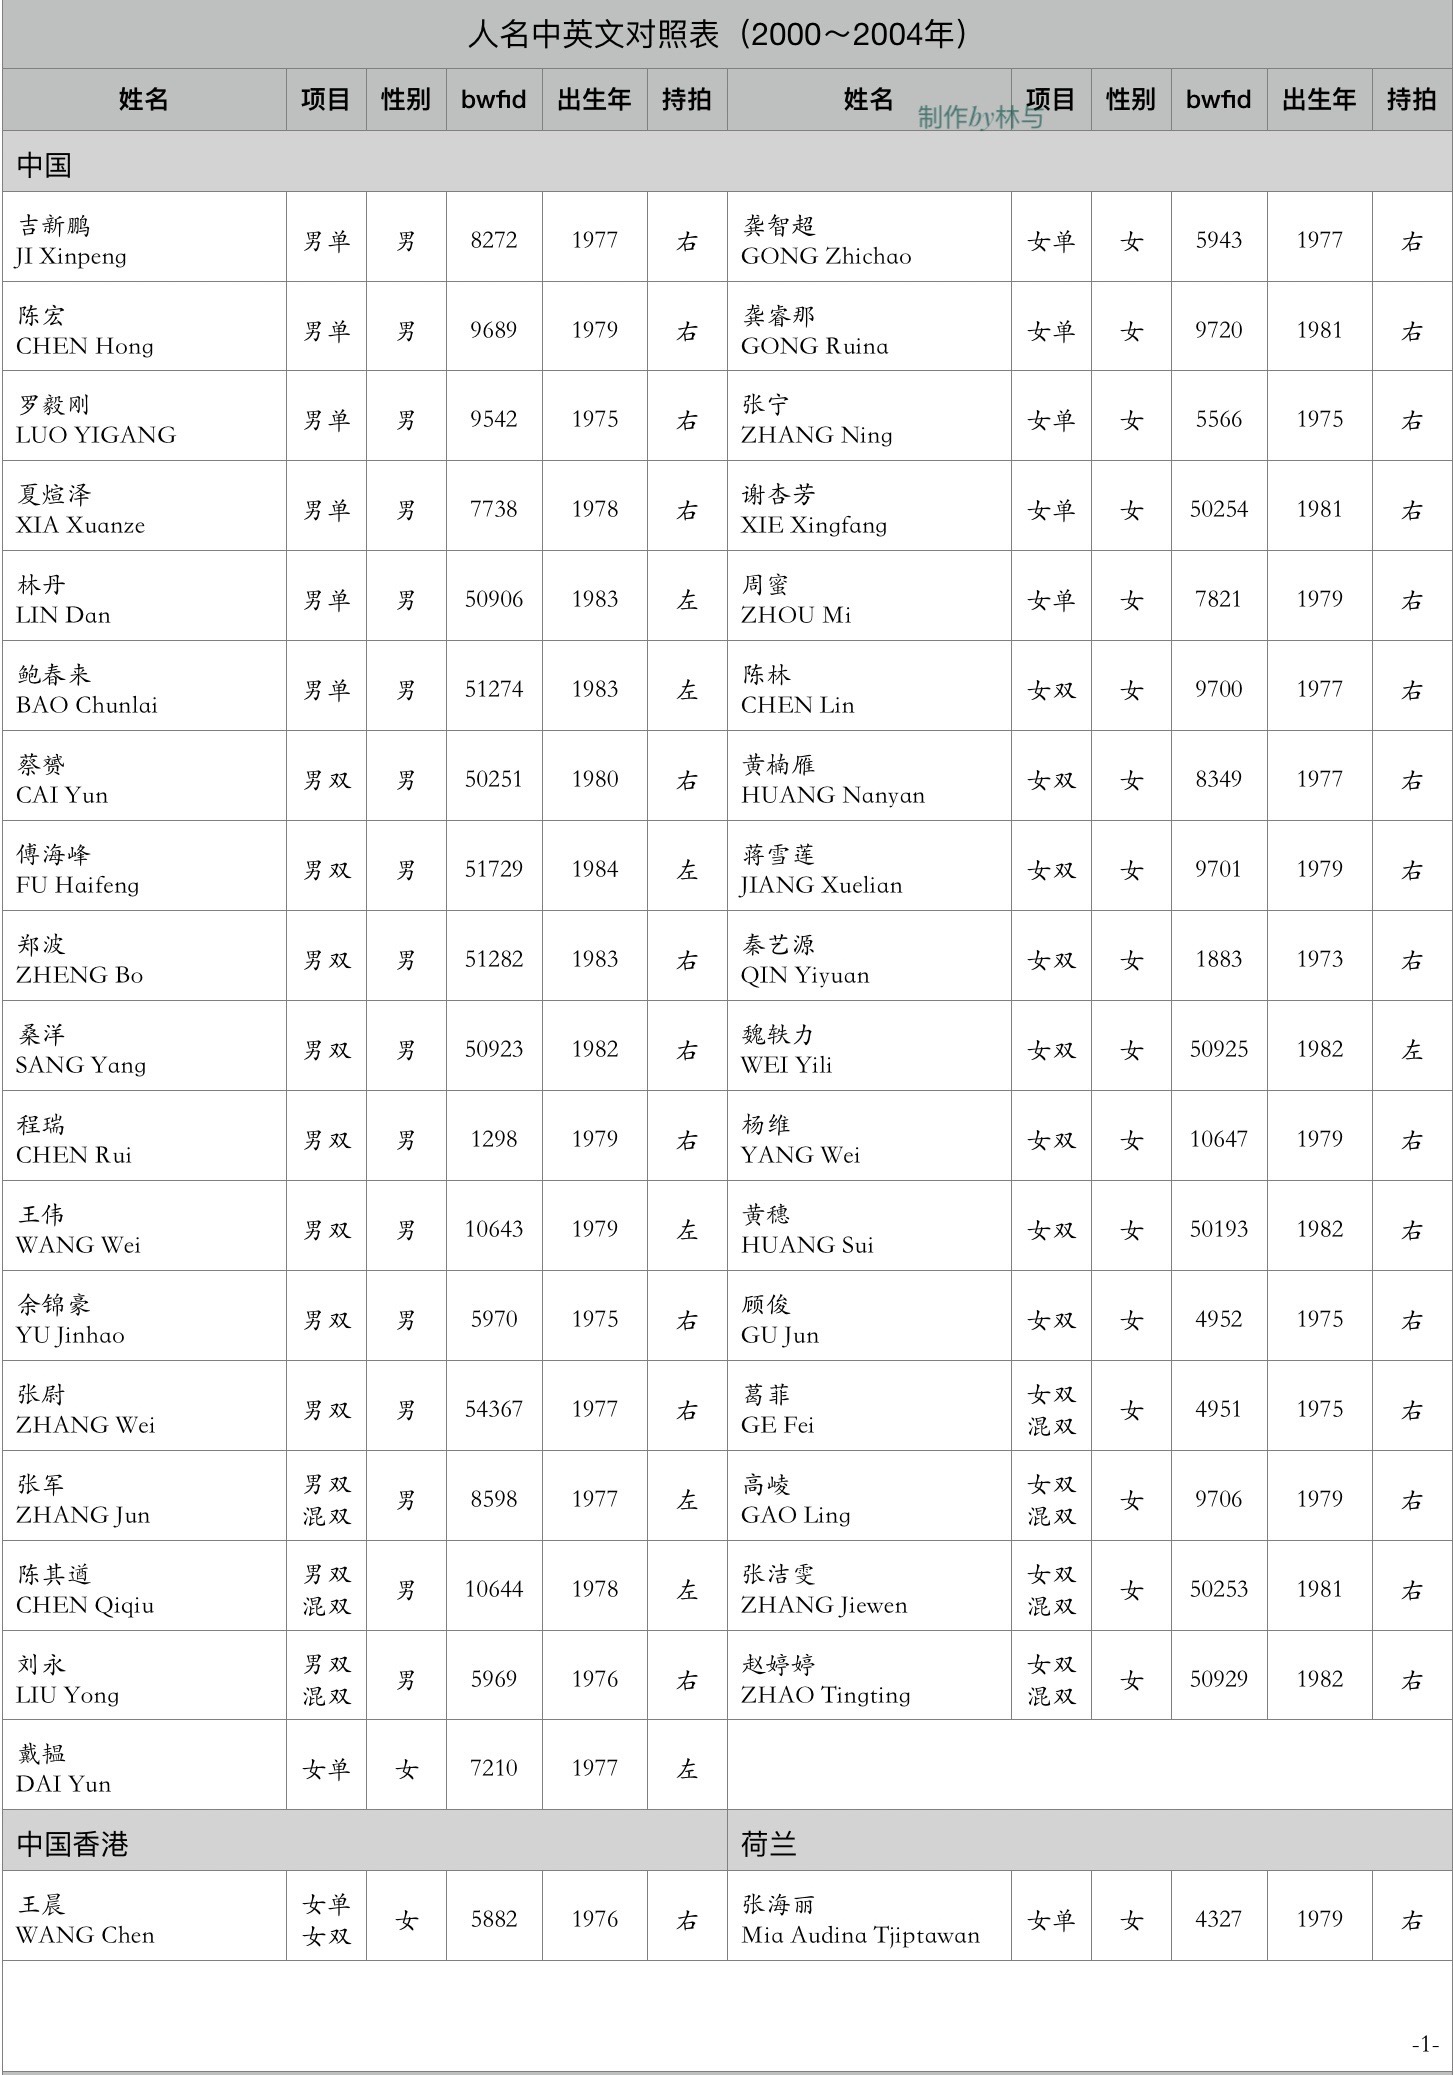 人名中英文对照表（2000～2004年）
姓名 项目 性别 bwfid 出生年 持拍 姓名 项目 性别 bwfid 出生年 持拍
制作by林与
中国
吉新鹏
JI Xinpeng
男单 男 8272 1977 右
龚智超
GONG Zhichao
女单 女 5943 1977 右
陈宏
CHEN Hong
男单 男 9689 1979 右
龚睿那
GONG Ruina
女单 女 9720 1981 右
罗毅刚
LUO YIGANG
男单 男 9542 1975 右
张宁
ZHANG Ning
女单 女 5566 1975 右
夏煊泽
XIA Xuanze
男单 男 7738 1978 右
谢杏芳
XIE Xingfang
女单 女 50254 1981 右
林丹
LIN Dan
男单 男 50906 1983 左
周蜜
ZHOU Mi
女单 女 7821 1979 右
鲍春来
BAO Chunlai
男单 男 51274 1983 左
陈林
CHEN Lin
女双 女 9700 1977 右
蔡赟
CAI Yun
男双 男 50251 1980 右
黄楠雁
HUANG Nanyan
女双 女 8349 1977 右
傅海峰
FU Haifeng
男双 男 51729 1984 左
蒋雪莲
JIANG Xuelian
女双 女 9701 1979 右
郑波
ZHENG Bo
男双 男 51282 1983 右
秦艺源
QIN Yiyuan
女双 女 1883 1973 右
桑洋
SANG Yang
男双 男 50923 1982 右
魏轶力
WEI Yili
女双 女 50925 1982 左
程瑞
CHEN Rui
男双 男 1298 1979 右
杨维
YANG Wei
女双 女 10647 1979 右
王伟
WANG Wei
男双 男 10643 1979 左
黄穗
HUANG Sui
女双 女 50193 1982 右
余锦豪
YU Jinhao
男双 男 5970 1975 右
顾俊
GU Jun
女双 女 4952 1975 右
张尉
ZHANG Wei
男双 男 54367 1977 右
葛菲
GE Fei
女双
混双
女 4951 1975 右
张军
ZHANG Jun
男双
混双
男 8598 1977 左
高崚
GAO Ling
女双
混双
女 9706 1979 右
陈其遒
CHEN Qiqiu
男双
混双
男 10644 1978 左
张洁雯
ZHANG Jiewen
女双
混双
女 50253 1981 右
刘永
LIU Yong
男双
混双
男 5969 1976 右
赵婷婷
ZHAO Tingting
女双
混双
女 50929 1982 右
戴韫
DAI Yun
女单 女 7210 1977 左
中国香港
荷兰
王晨
WANG Chen
女单
女双
女 5882 1976 右
张海丽
Mia Audina Tjiptawan
女单 女 4327 1979 右
-1-